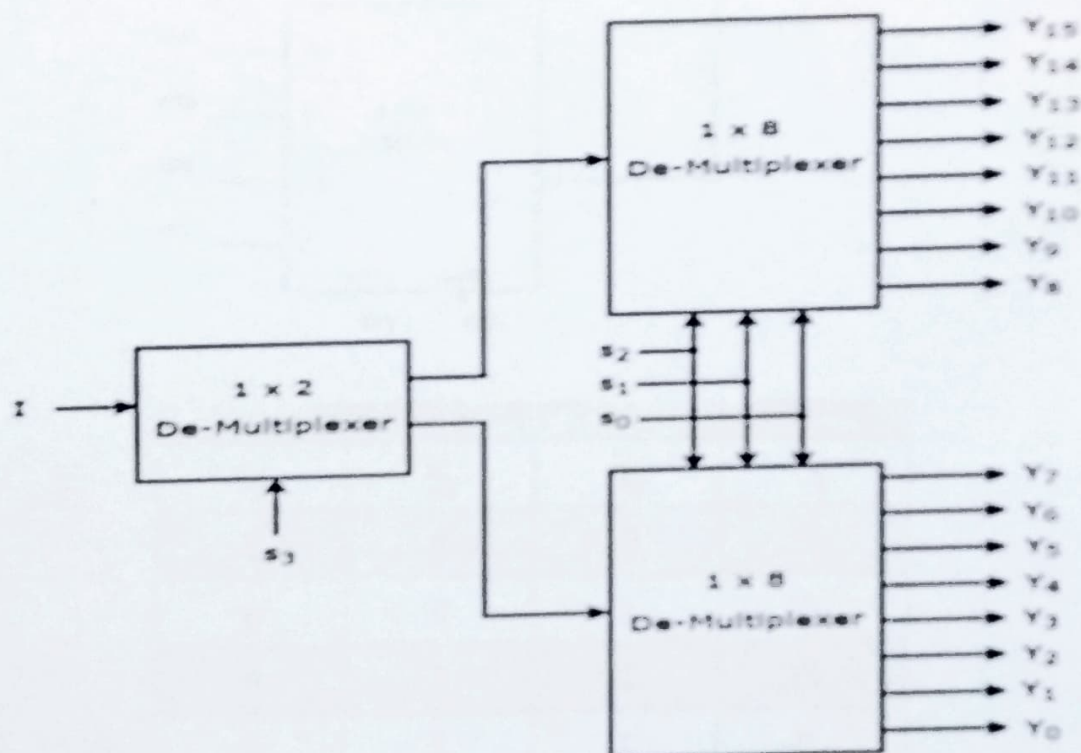 1 x 8
De-Multiplexer
Y15
Y14
Y13
Y12
Y11
Y10
Y9
Y8
s2
s1
s0
I
1 x 2
De-Multiplexer
s3
1 x 8
De-Multiplexer
Y7
Y6
Y5
Y4
Y3
Y2
Y1
Y0